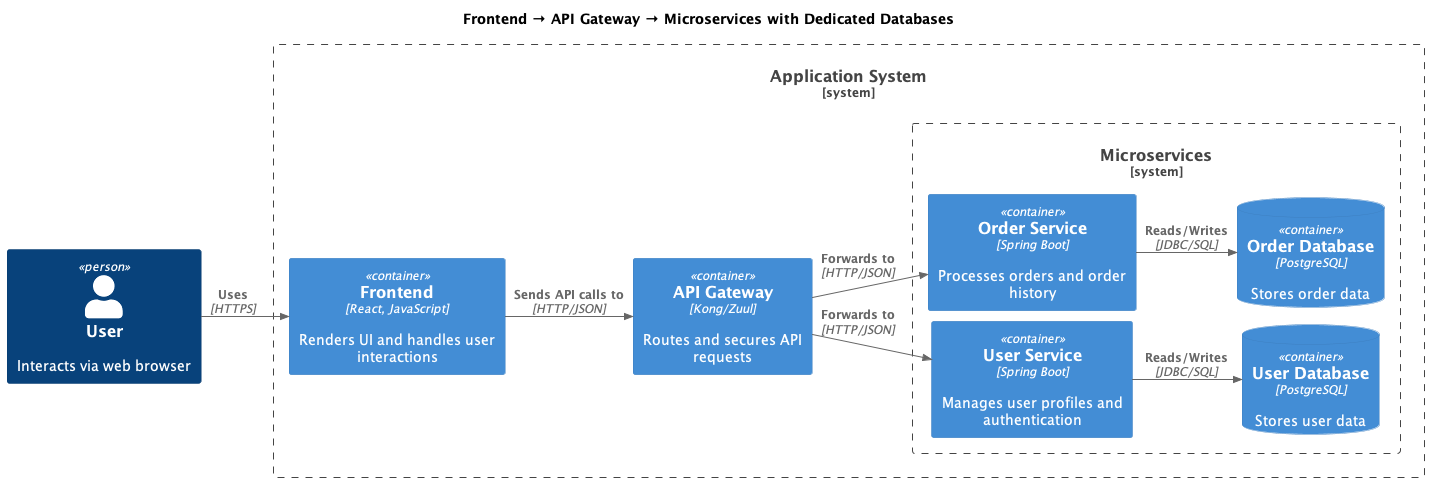 Frontend → API Gateway → Microservices with Dedicated Databases
Application System
[system]
Microservices
[system]
«person»
User
Interacts via web browser
Uses
[HTTPS]
«container»
Frontend
[React, JavaScript]
Renders UI and handles user
interactions
Sends API calls to
[HTTP/JSON]
«container»
API Gateway
[Kong/Zuul]
Routes and secures API
requests
Forwards to
[HTTP/JSON]
Forwards to
[HTTP/JSON]
«container»
Order Service
[Spring Boot]
Processes orders and order
history
Reads/Writes
[JDBC/SQL]
«container»
Order Database
[PostgreSQL]
Stores order data
«container»
User Service
[Spring Boot]
Manages user profiles and
authentication
Reads/Writes
[JDBC/SQL]
«container»
User Database
[PostgreSQL]
Stores user data